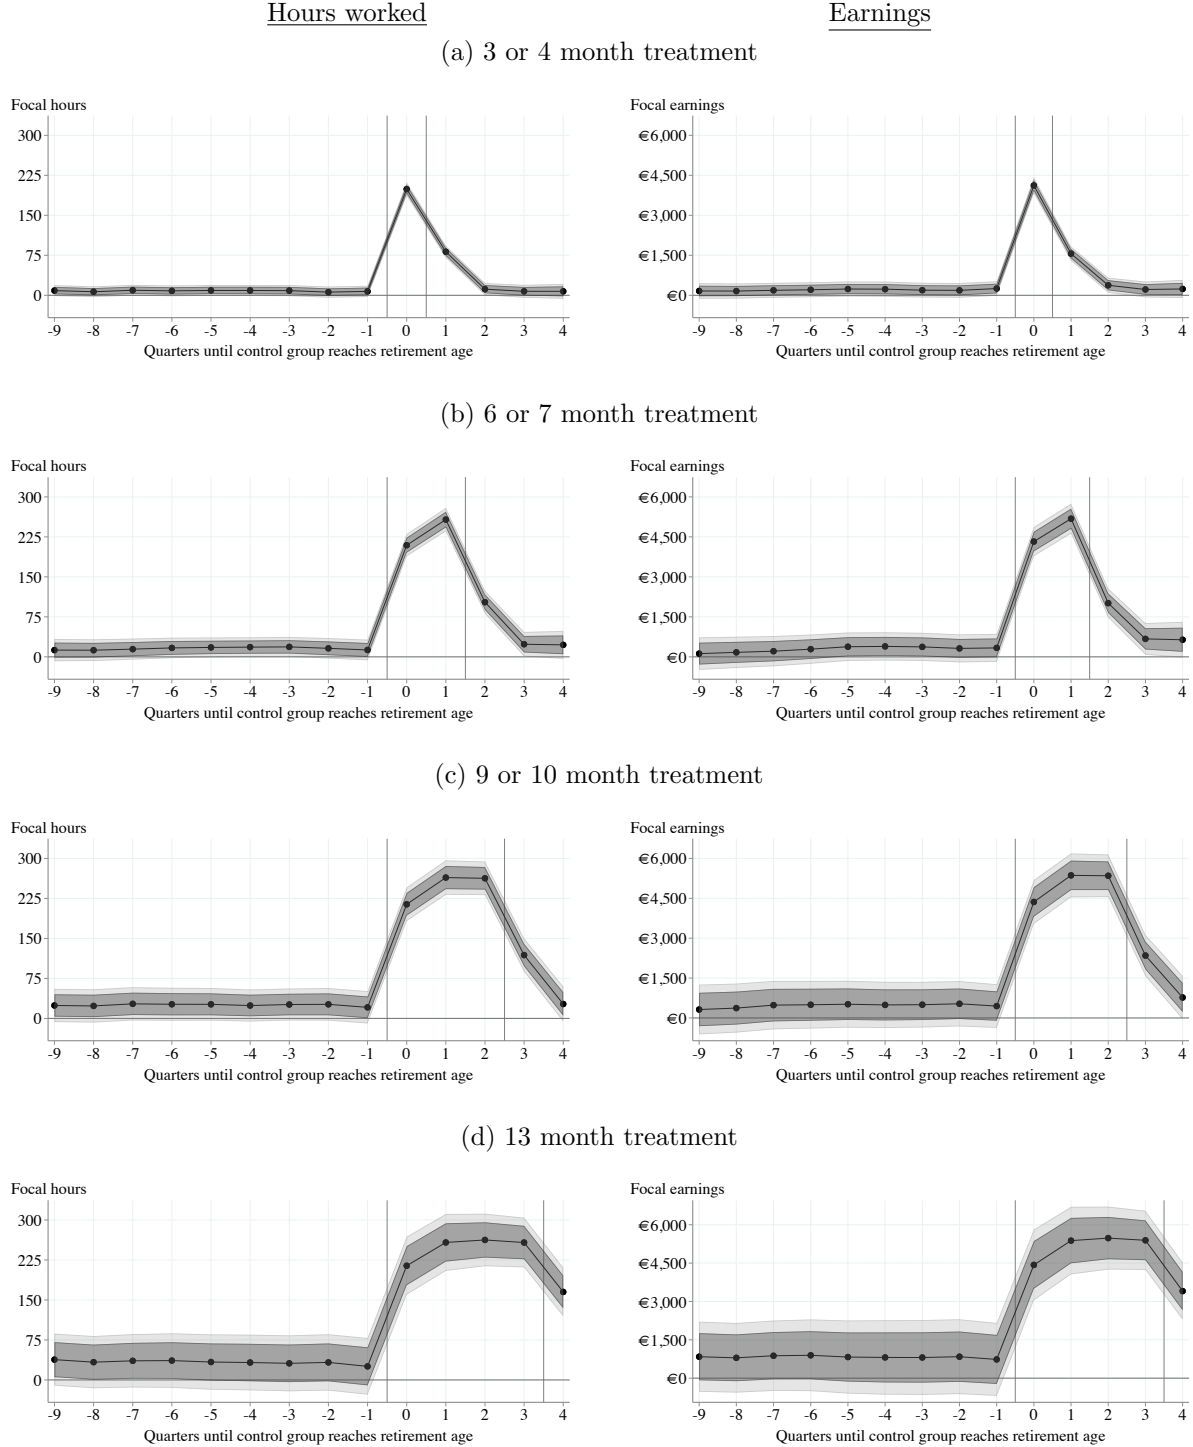 Hours worked
Earnings
(a) 3 or 4 month treatment
Focal hours
300
225
150
75
0
-9 -8 -7 -6 -5 -4 -3 -2 -1 0 1 2 3 4
Quarters until control group reaches retirement age
Focal earnings
€6,000
€4,500
€3,000
€1,500
€0
-9 -8 -7 -6 -5 -4 -3 -2 -1 0 1 2 3 4
Quarters until control group reaches retirement age
(b) 6 or 7 month treatment
Focal hours
300
225
150
75
0
-9 -8 -7 -6 -5 -4 -3 -2 -1 0 1 2 3 4
Quarters until control group reaches retirement age
Focal earnings
€6,000
€4,500
€3,000
€1,500
€0
-9 -8 -7 -6 -5 -4 -3 -2 -1 0 1 2 3 4
Quarters until control group reaches retirement age
(c) 9 or 10 month treatment
Focal hours
300
225
150
75
0
-9 -8 -7 -6 -5 -4 -3 -2 -1 0 1 2 3 4
Quarters until control group reaches retirement age
Focal earnings
€6,000
€4,500
€3,000
€1,500
€0
-9 -8 -7 -6 -5 -4 -3 -2 -1 0 1 2 3 4
Quarters until control group reaches retirement age
(d) 13 month treatment
Focal hours
300
225
150
75
0
-9 -8 -7 -6 -5 -4 -3 -2 -1 0 1 2 3 4
Quarters until control group reaches retirement age
Focal earnings
€6,000
€4,500
€3,000
€1,500
€0
-9 -8 -7 -6 -5 -4 -3 -2 -1 0 1 2 3 4
Quarters until control group reaches retirement age